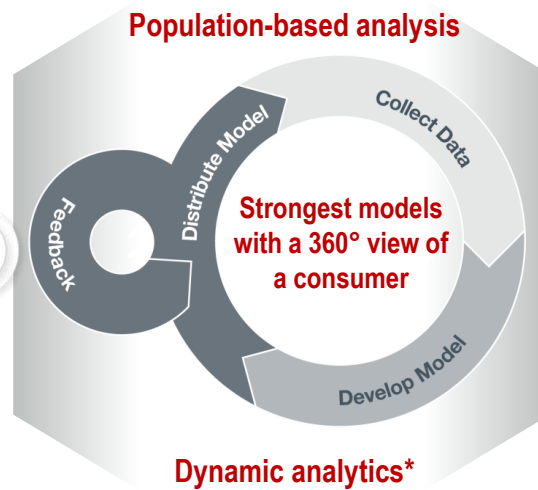 Population-based analysis
Collect Data
Distribute Model
Feedback
Strongest models
with a 360° view of
a consumer
Develop Model
Dynamic analytics*